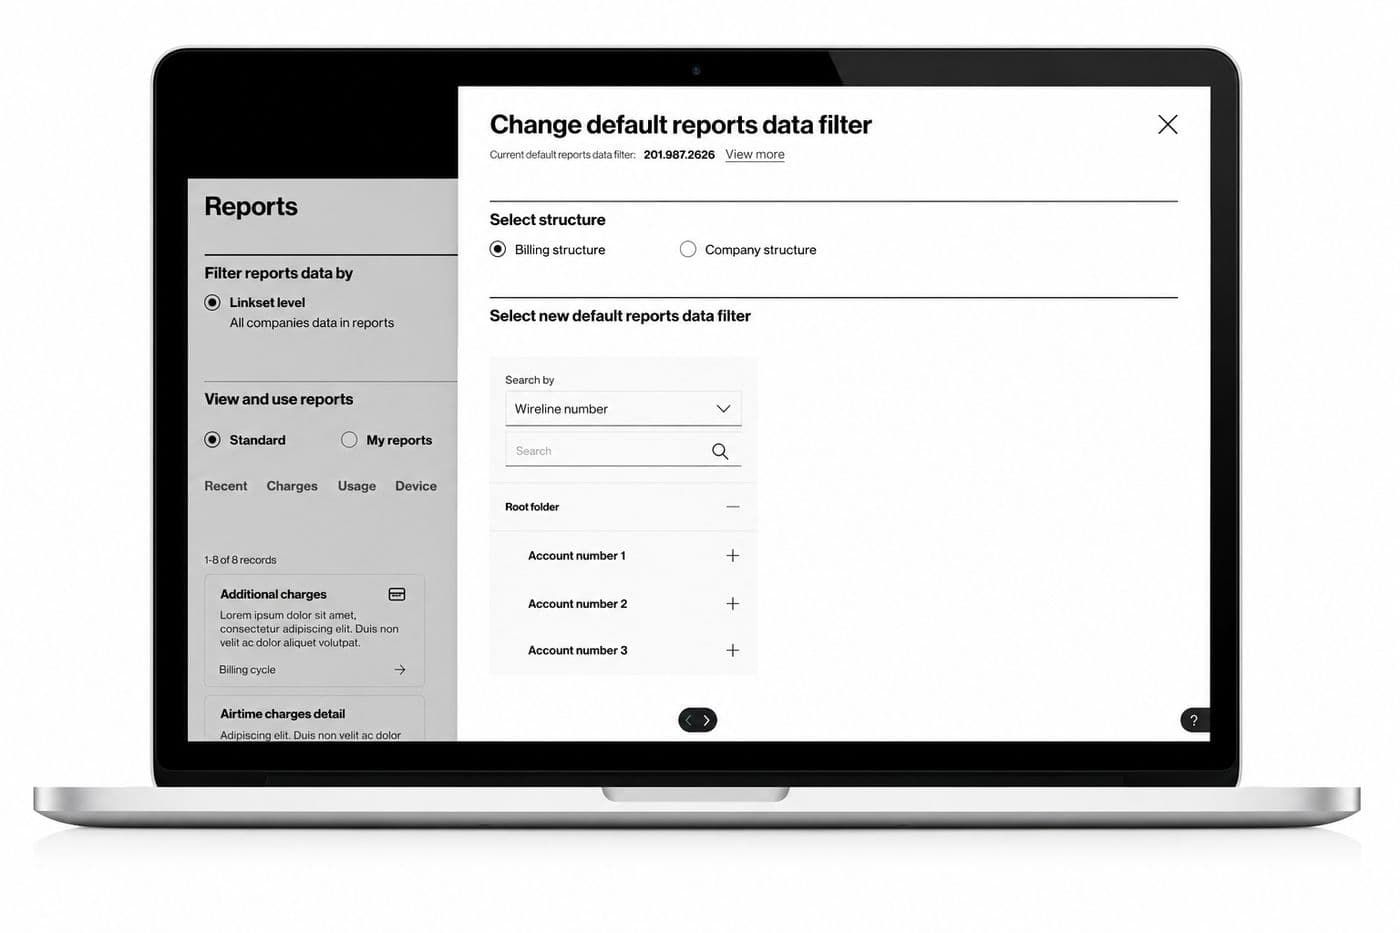 Reports
Filter reports data by
Linkset level
All companies data in reports
View and use reports
Standard My reports
Recent Charges Usage Device
1-8 of 8 records
Additional charges
Lorem ipsum dolor sit amet,
consectetur adipiscing elit. Duis non
velit ac dolor aliquet volutpat.
Billing cycle
Airtime charges detail
Adipiscing elit. Duis non velit ac dolor
Change default reports data filter
Current default reports data filter: 201.987.2626 View more
Select structure
Billing structure Company structure
Select new default reports data filter
Search by
Wireline number
Search
Root folder
Account number 1
Account number 2
Account number 3
?